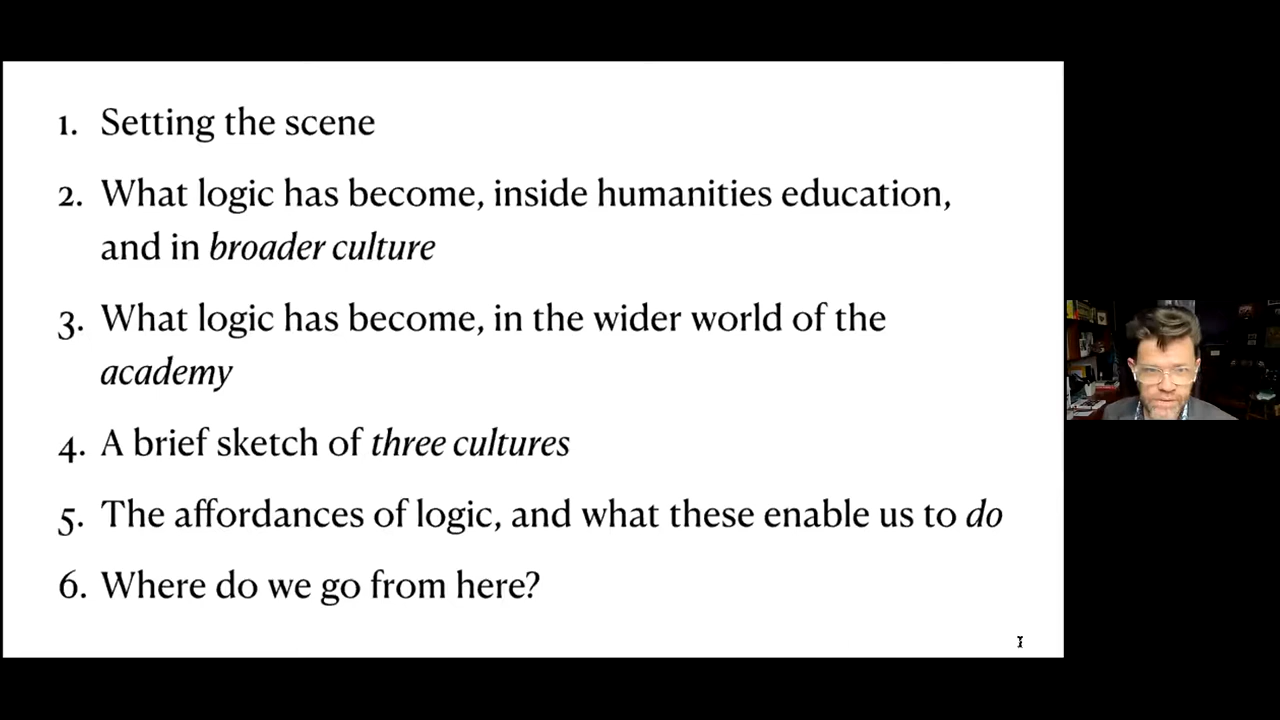 1. Setting the scene
2. What logic has become, inside humanities education,
and in broader culture
3. What logic has become, in the wider world of the
academy
4. A brief sketch of three cultures
5. The affordances of logic, and what these enable us to do
6. Where do we go from here?